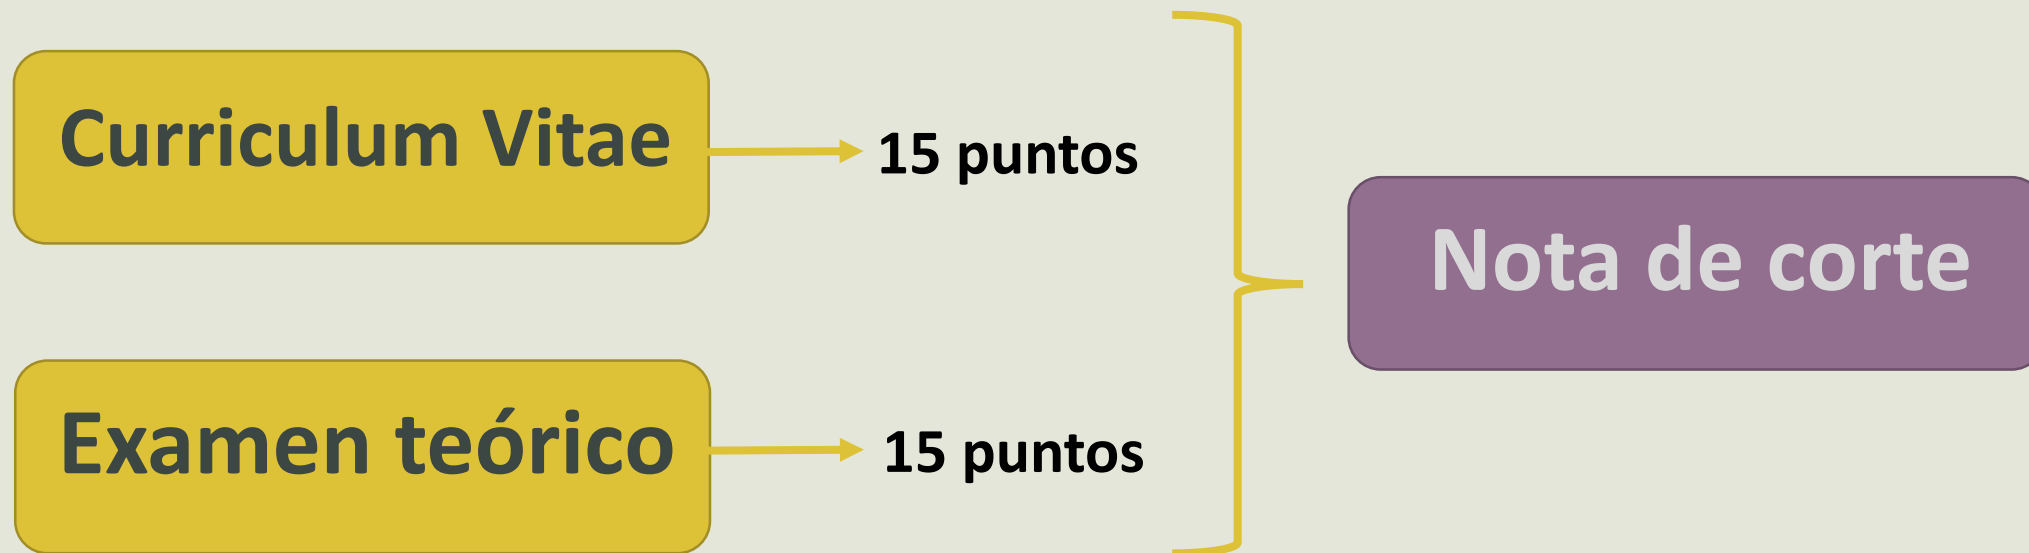 Curriculum Vitae
15 puntos
Nota de corte
Examen teórico
15 puntos